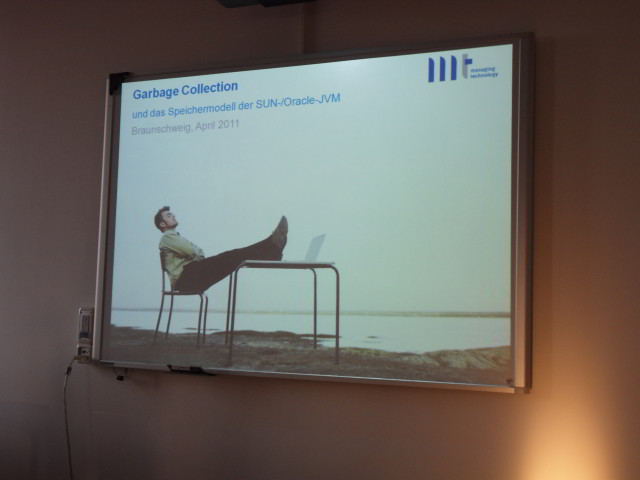 Garbage Collection
und das Speichermodell der SUN-/Oracle-JVM
Braunschweig, April 2011
mt
managing
technology